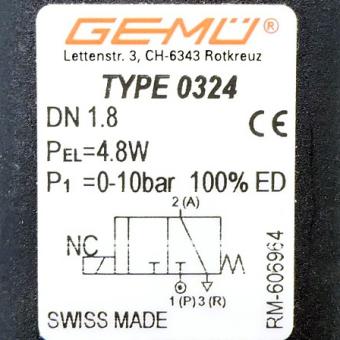 GEMÜ®
Lettenstr. 3, CH-6343 Rotkreuz
TYPE 0324
DN 1.8
CE
PEL=4.8W
P1 =0-10bar 100% ED
2 (A)
NC
1 (P) 3 (R)
SWISS MADE
RM-606964